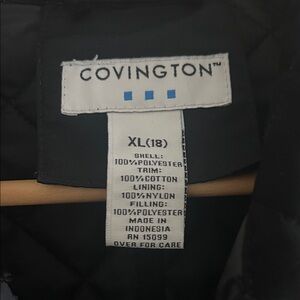 COVINGTON™
XL(18)
SHELL:
100%POLYESTER
TRIM:
100%COTTON
LINING:
100%NYLON
FILLING:
100%POLYESTER
MADE IN
INDONESIA
RN 15099
OVER FOR CARE